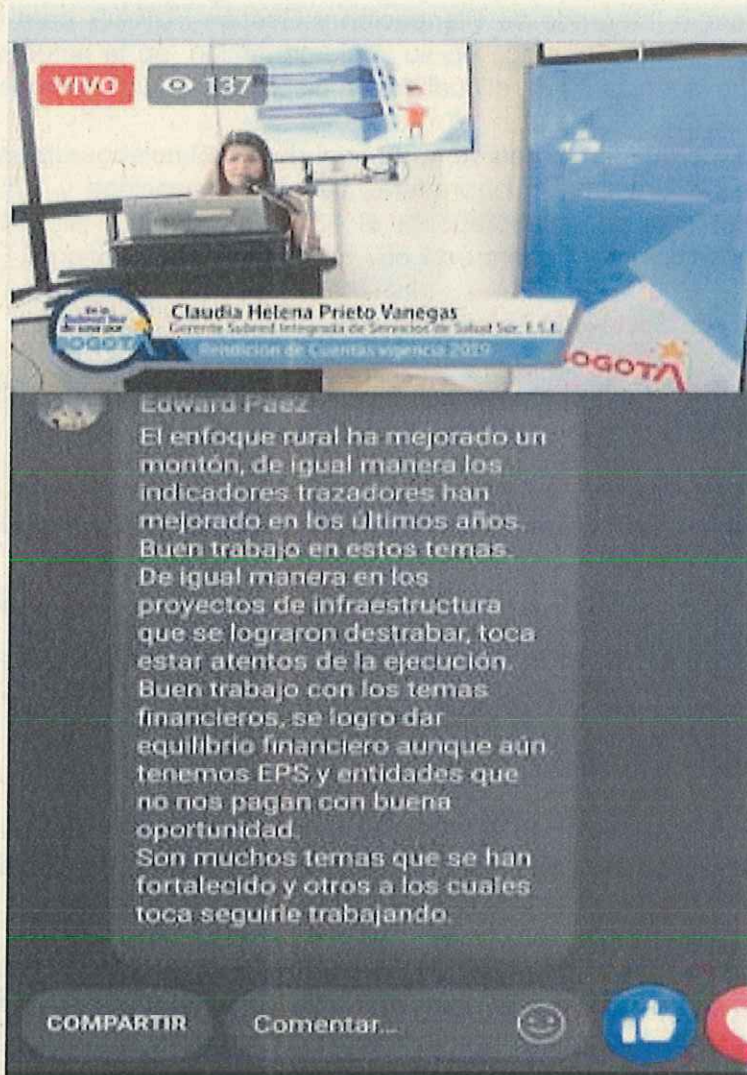 VIVO 137
Claudia Helena Prieto Vanegas
Gerente Subred Integrada de Servicios de Salud Sur, E.S.E.
Rendición de Cuentas vigencia
BOGOTÁ
BOGOTÁ
Edward Paez
El enfoque rural ha mejorado un
montón, de igual manera los
indicadores trazadores han
mejorado en los últimos años.
Buen trabajo en estos temas.
De igual manera en los
proyectos de infraestructura
que se lograron destrabar, toca
estar atentos de la ejecución.
Buen trabajo con los temas
financieros, se logro dar
equilibrio financiero aunque aún
tenemos EPS y entidades que
no nos pagan con buena
oportunidad.
Son muchos temas que se han
fortalecido y otros a los cuales
toca seguirle trabajando.
COMPARTIR
Comentar...